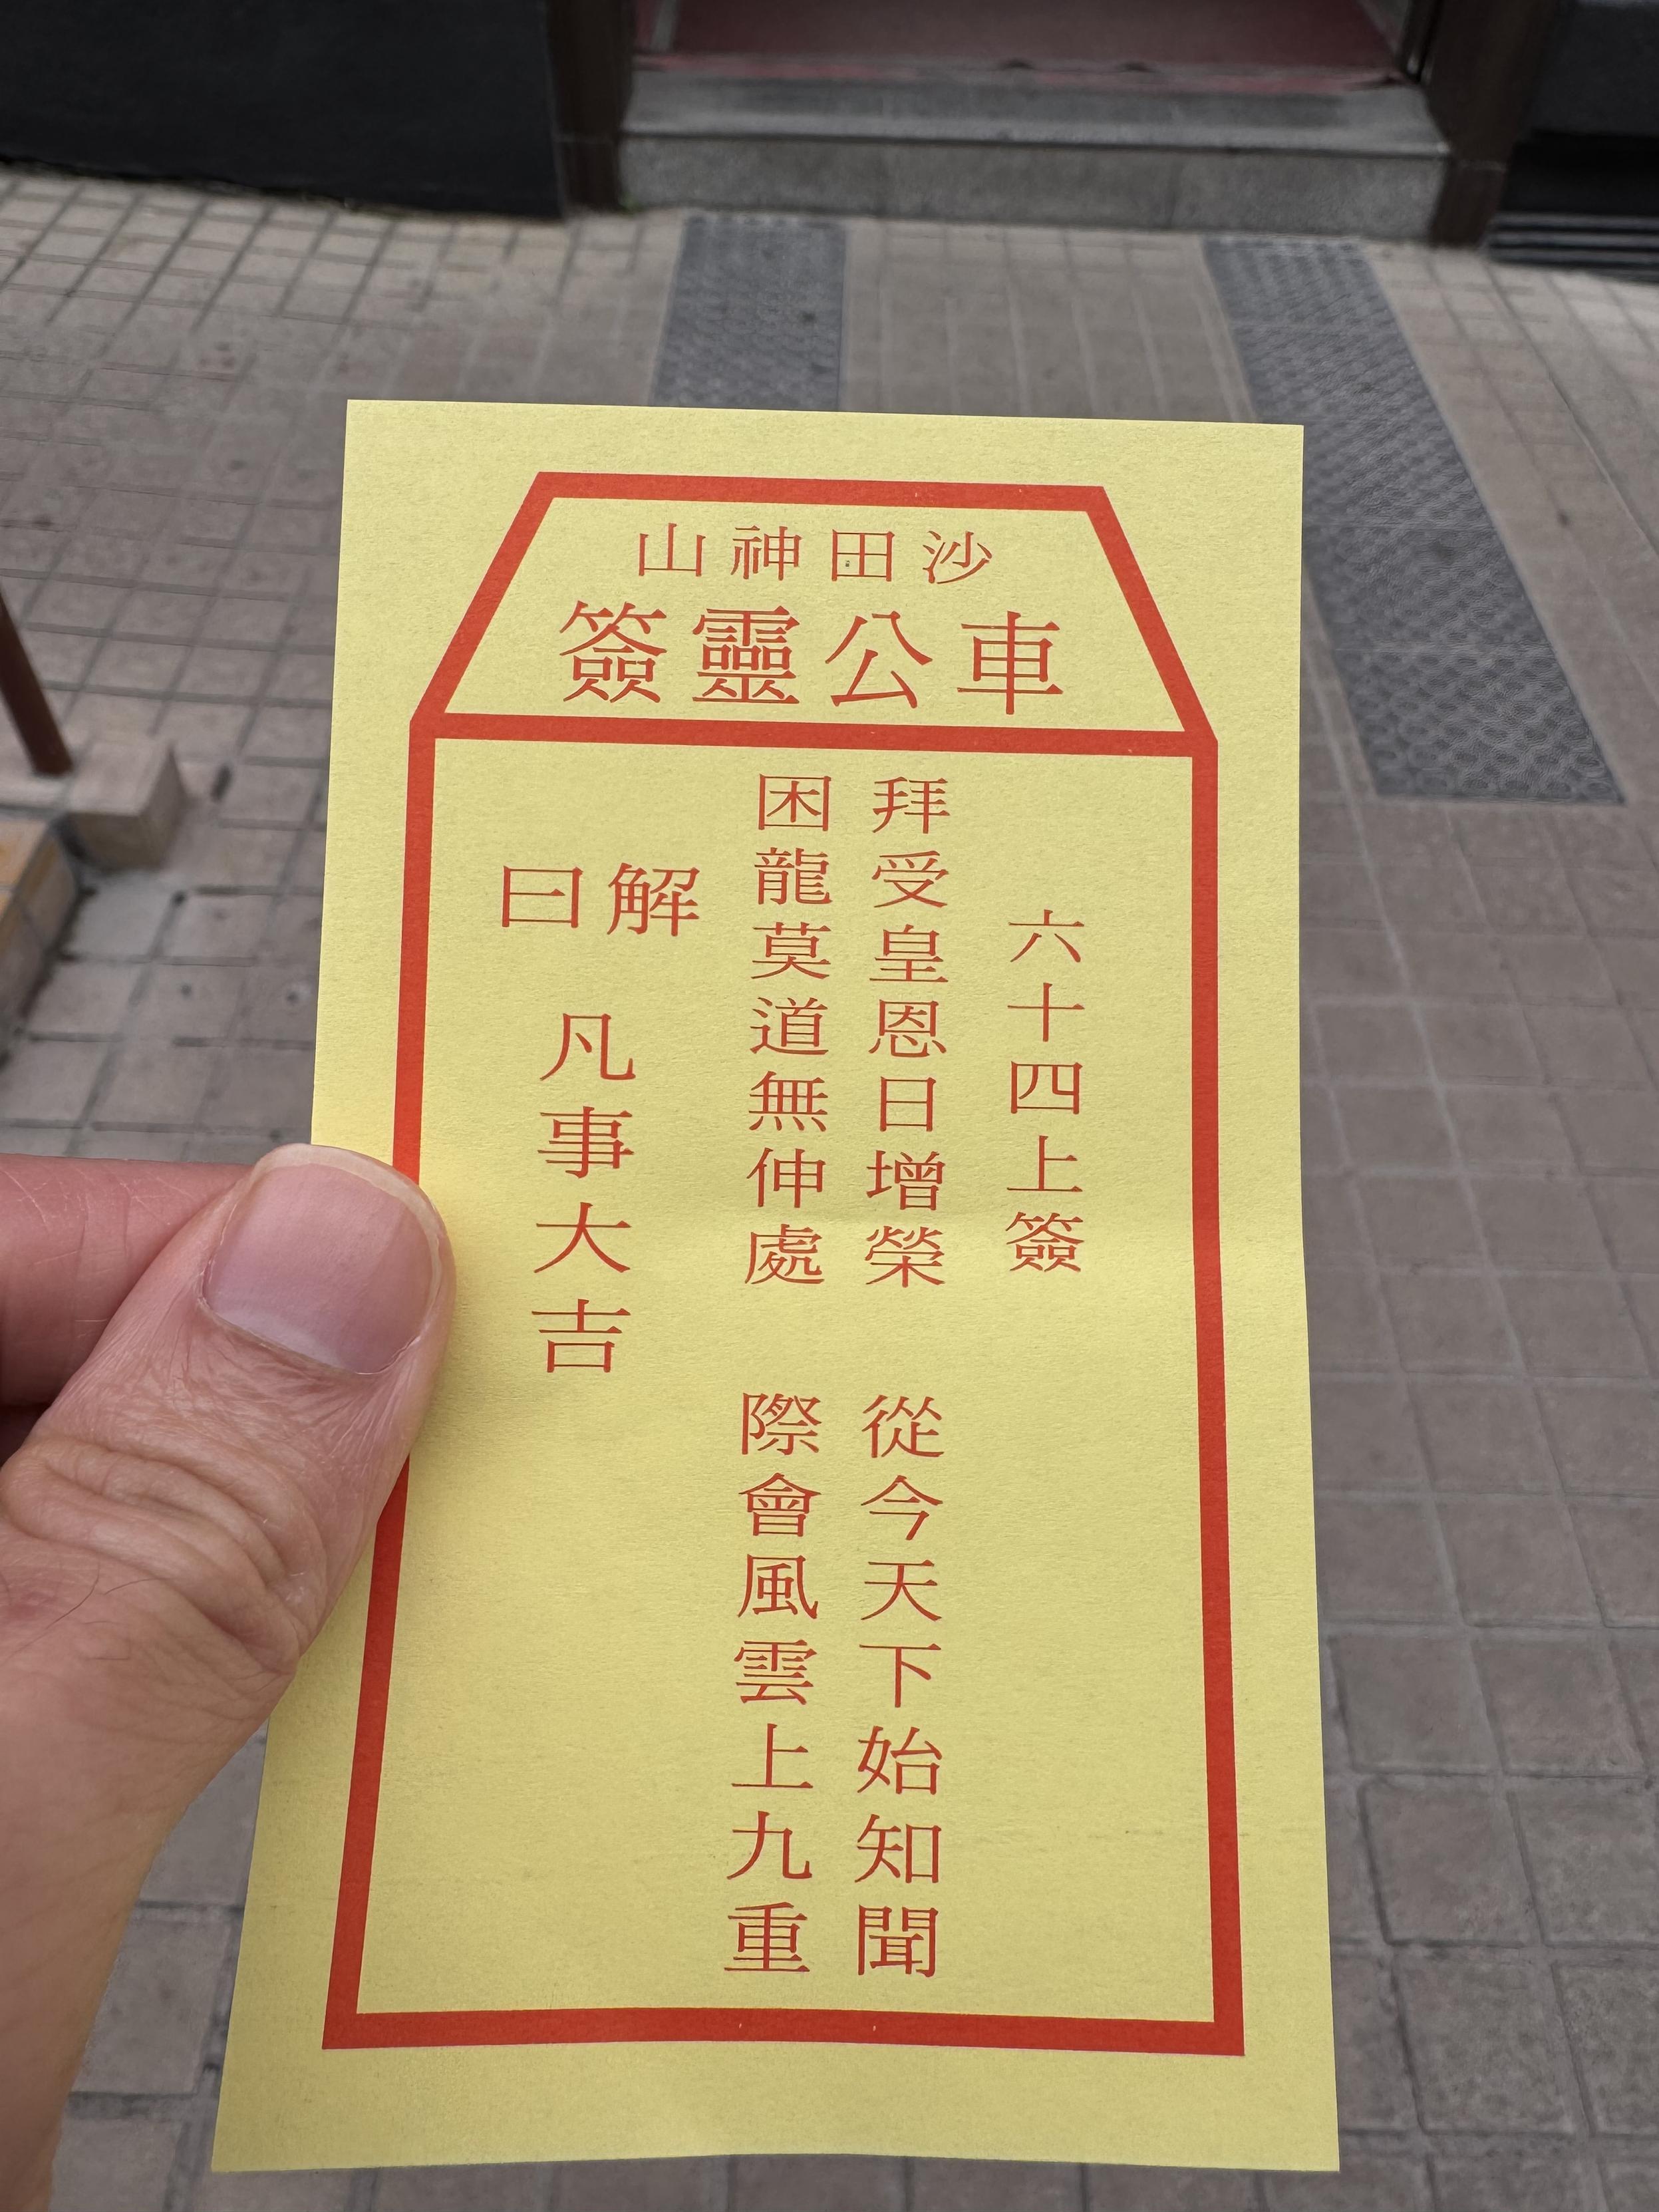 沙田神山
車公靈簽
六十四上簽
拜受皇恩日增榮　從今天下始知聞
困龍莫道無伸處　際會風雲上九重
解曰
凡事大吉